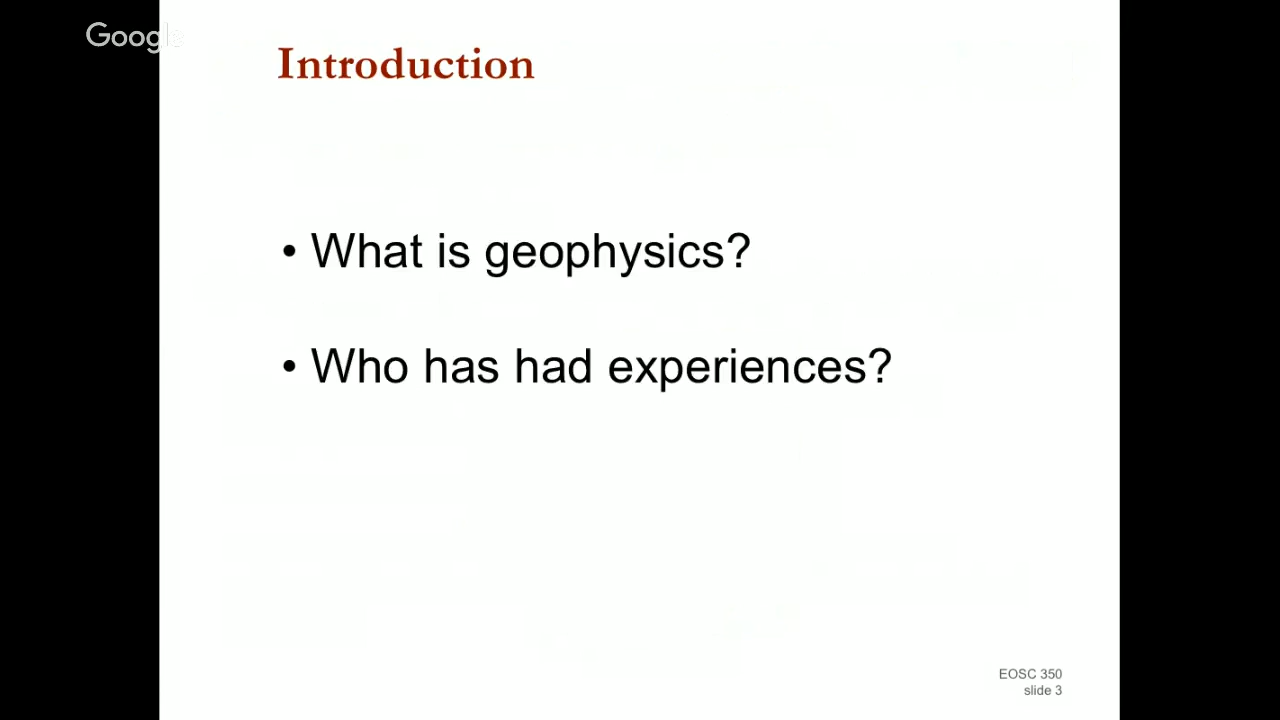 Google
Introduction
• What is geophysics?
• Who has had experiences?
EOSC 350
slide 3